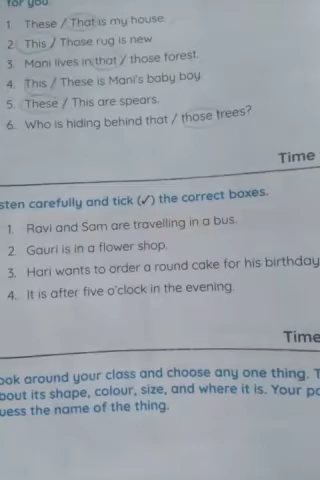 for you.
1. These / That is my house.
2. This / Those rug is new.
3. Mani lives in that / those forest.
4. This / These is Mani's baby boy.
5. These / This are spears.
6. Who is hiding behind that / those trees?
Time
sten carefully and tick (✓) the correct boxes.
1. Ravi and Sam are travelling in a bus.
2. Gauri is in a flower shop.
3. Hari wants to order a round cake for his birthday
4. It is after five o'clock in the evening.
Time
ook around your class and choose any one thing. T
bout its shape, colour, size, and where it is. Your pa
uess the name of the thing.